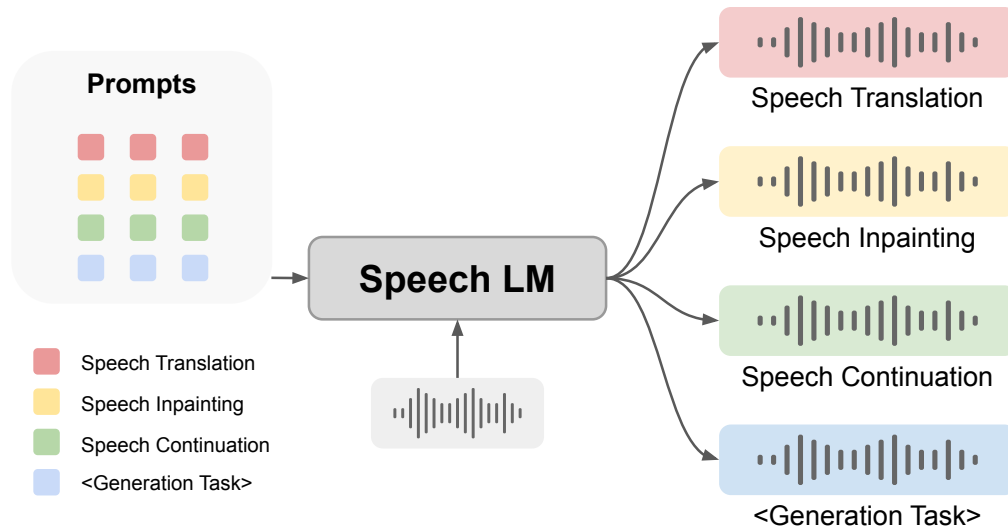 Prompts
Speech Translation
Speech Inpainting
Speech Continuation
<Generation Task>
Speech LM
Speech Translation
Speech Inpainting
Speech Continuation
<Generation Task>